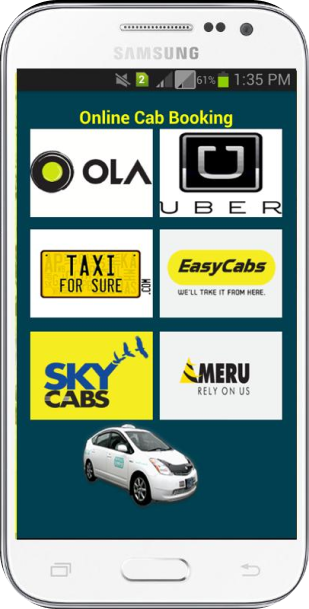 SAMSUNG
2 61% 1:35 PM
Online Cab Booking
OLA
UBER
TAXI
FOR SURE
.COM
EasyCabs
WE'LL TAKE IT FROM HERE.
SKY
CABS
MERU
RELY ON US